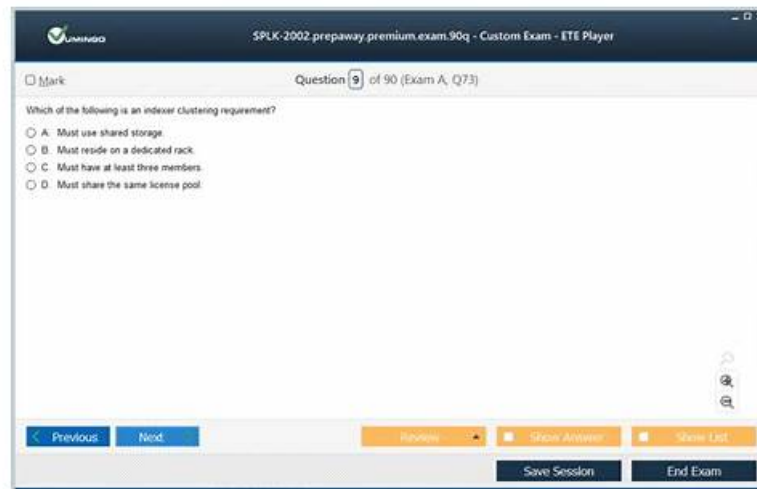 VUMINGO
SPLK-2002.prepaway.premium.exam.90q - Custom Exam - ETE Player
Mark
Question 9 of 90 (Exam A, Q73)
Which of the following is an indexer clustering requirement?
A. Must use shared storage.
B. Must reside on a dedicated rack.
C. Must have at least three members.
D. Must share the same license pool.
Previous
Next
Review
Show Answer
Show List
Save Session
End Exam